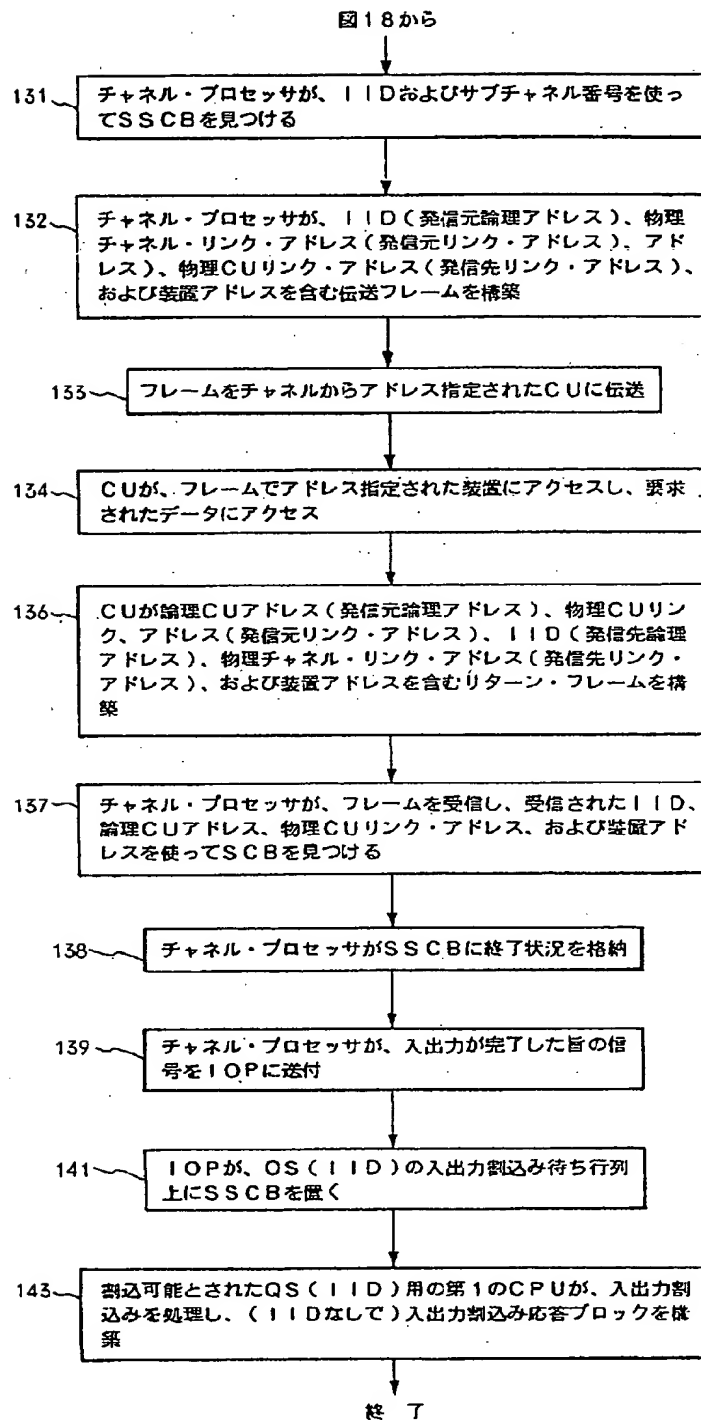 図18から
131
チャネル・プロセッサが、IIDおよびサブチャネル番号を使っ
てSSCBを見つける
132
チャネル・プロセッサが、IID(発信元論理アドレス)、物理
チャネル・リンク・アドレス(発信元リンク・アドレス)、アド
レス)、物理CUリンク・アドレス(発信先リンク・アドレス)、
および装置アドレスを含む伝送フレームを構築
133
フレームをチャネルからアドレス指定されたCUに伝送
134
CUが、フレームでアドレス指定された装置にアクセスし、要求
されたデータにアクセス
136
CUが論理CUアドレス(発信元論理アドレス)、物理CUリン
ク、アドレス(発信元リンク・アドレス)、IID(発信先論理
アドレス)、物理チャネル・リンク・アドレス(発信先リンク・
アドレス)、および装置アドレスを含むリターン・フレームを構
築
137
チャネル・プロセッサが、フレームを受信し、受信されたIID、
論理CUアドレス、物理CUリンク・アドレス、および装置アド
レスを使ってSCBを見つける
138
チャネル・プロセッサがSSCBに終了状況を格納
139
チャネル・プロセッサが、入出力が完了した旨の信
号をIOPに送付
141
IOPが、OS(IID)の入出力割込み待ち行列
上にSSCBを置く
143
割込可能とされたOS(IID)用の第1のCPUが、入出力割
込みを処理し、(IIDなしで)入出力割込み応答ブロックを構
築
終 了